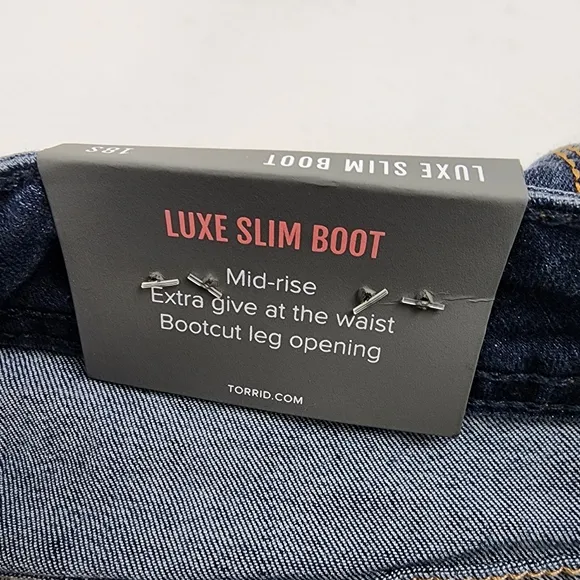 18S LUXE SLIM BOOT
LUXE SLIM BOOT
Mid-rise
Extra give at the waist
Bootcut leg opening
TORRID.COM